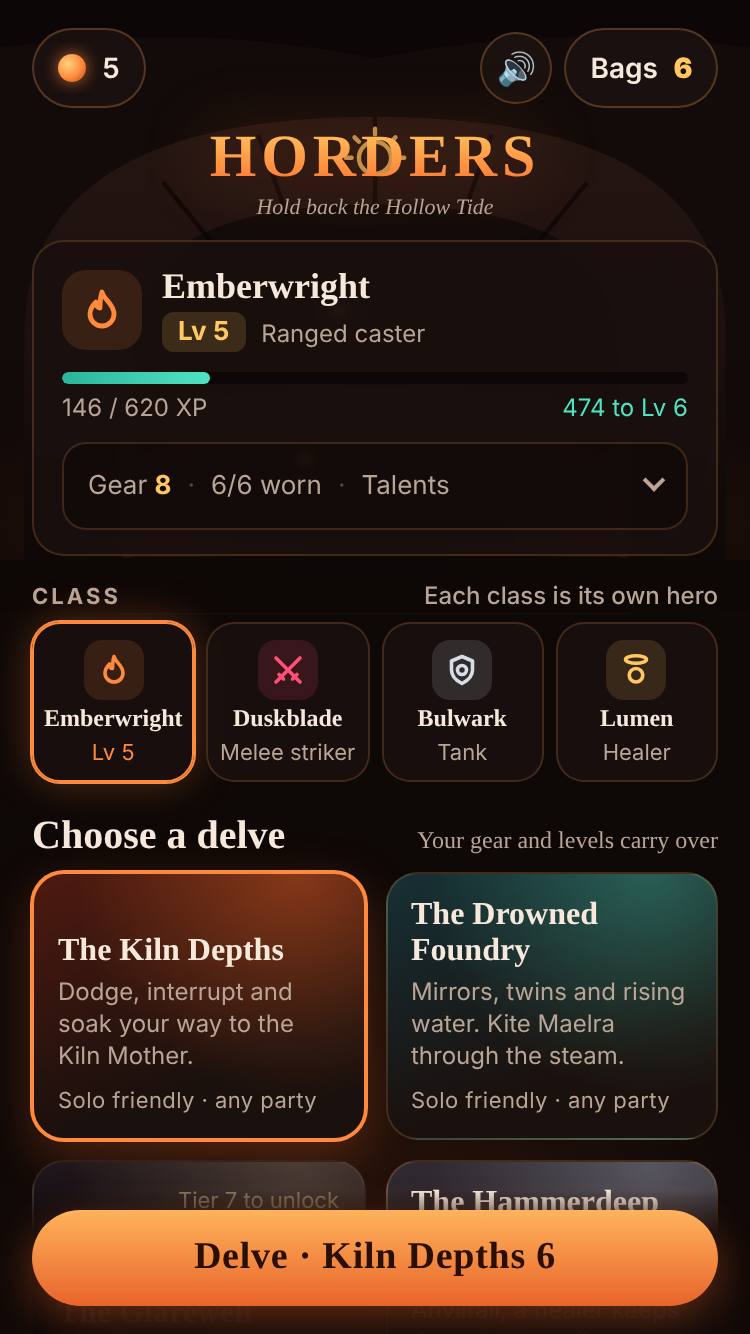 5
Bags 6
HORDERS
Hold back the Hollow Tide
Emberwright
Lv 5 Ranged caster
146 / 620 XP 474 to Lv 6
Gear 8 · 6/6 worn · Talents
CLASS Each class is its own hero
Emberwright
Lv 5
Duskblade
Melee striker
Bulwark
Tank
Lumen
Healer
Choose a delve Your gear and levels carry over
The Kiln Depths
Dodge, interrupt and
soak your way to the
Kiln Mother.
Solo friendly · any party
The Drowned
Foundry
Mirrors, twins and rising
water. Kite Maelra
through the steam.
Solo friendly · any party
Tier 7 to unlock
The Hammerdeep
Delve · Kiln Depths 6
The Glarewell